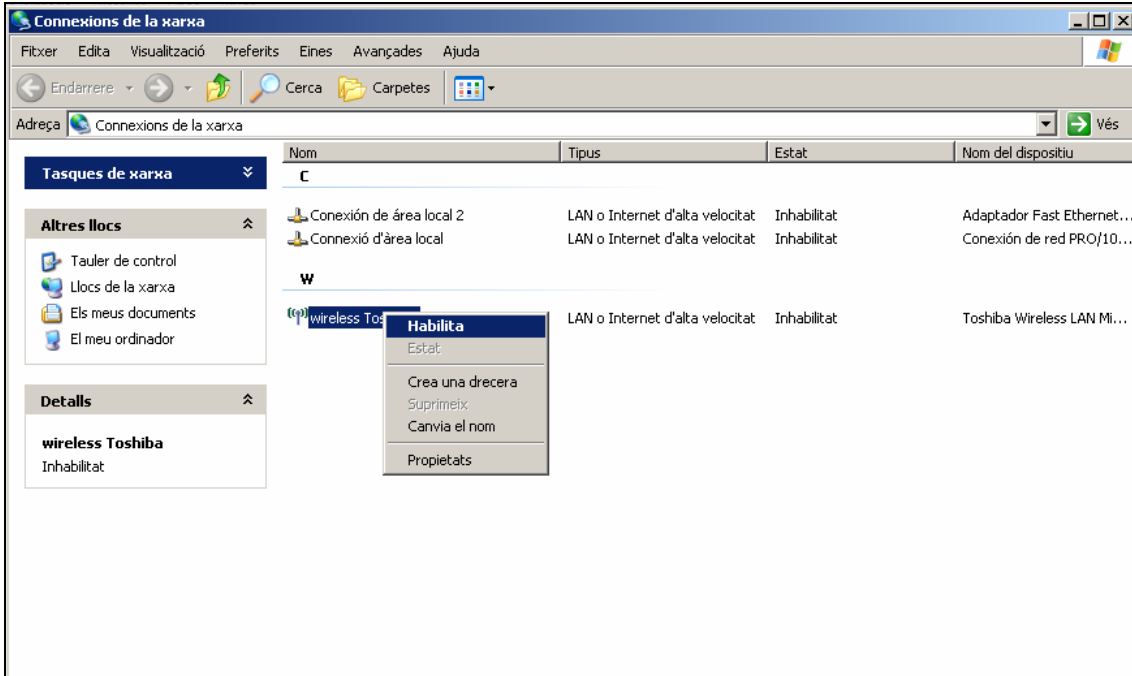 Connexions de la xarxa
Fitxer Edita Visualització Preferits Eines Avançades Ajuda
Endarrere Cerca Carpetes
Adreça Connexions de la xarxa Vés
Tasques de xarxa
Altres llocs
Tauler de control
Llocs de la xarxa
Els meus documents
El meu ordinador
Detalls
wireless Toshiba
Inhabilitat
Nom Tipus Estat Nom del dispositiu
C
Conexión de área local 2 LAN o Internet d'alta velocitat Inhabilitat Adaptador Fast Ethernet...
Connexió d'àrea local LAN o Internet d'alta velocitat Inhabilitat Conexión de red PRO/10...
W
wireless Tos LAN o Internet d'alta velocitat Inhabilitat Toshiba Wireless LAN Mi...
Habilita
Estat
Crea una drecera
Suprimeix
Canvia el nom
Propietats